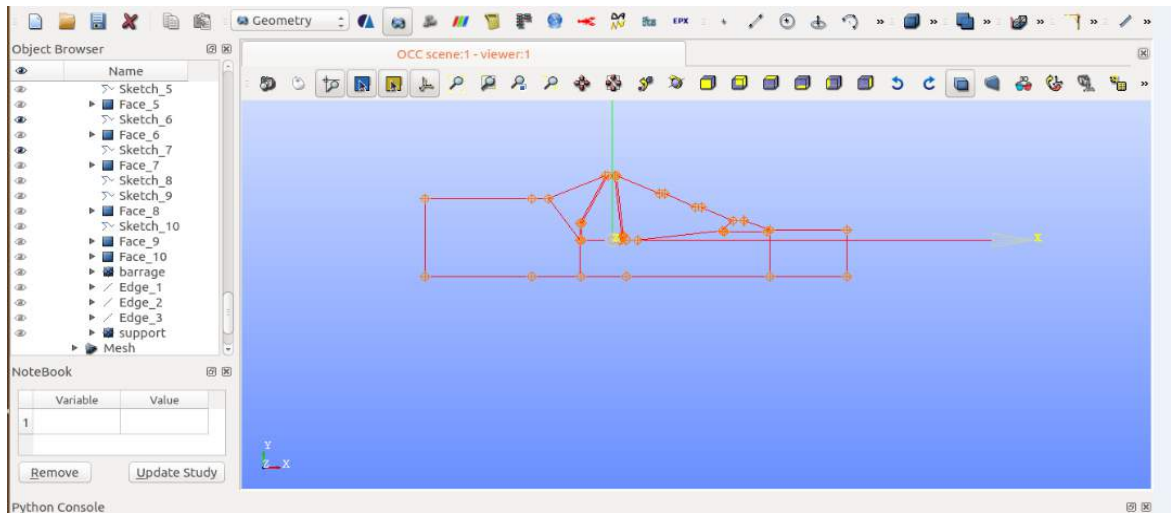 Geometry
EPX
Object Browser
Name
Sketch_5
Face_5
Sketch_6
Face_6
Sketch_7
Face_7
Sketch_8
Sketch_9
Face_8
Sketch_10
Face_9
Face_10
barrage
Edge_1
Edge_2
Edge_3
support
Mesh
OCC scene:1 - viewer:1
X
NoteBook
Variable Value
1
Remove Update Study
Y
Z X
Python Console